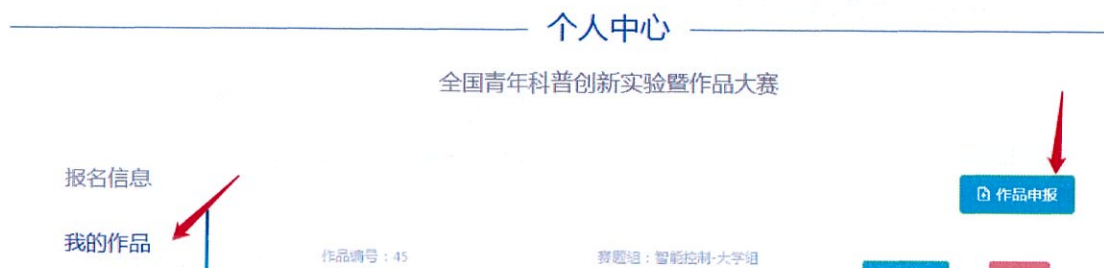 个人中心
全国青年科普创新实验暨作品大赛
报名信息
作品申报
我的作品
作品编号：45
赛题组：智能控制-大学组